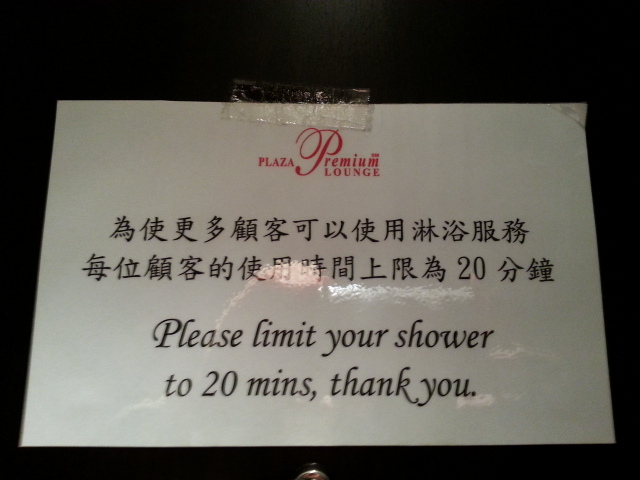 PLAZA Premium LOUNGE
為使更多顧客可以使用淋浴服務
每位顧客的使用時間上限為 20 分鐘
Please limit your shower
to 20 mins, thank you.